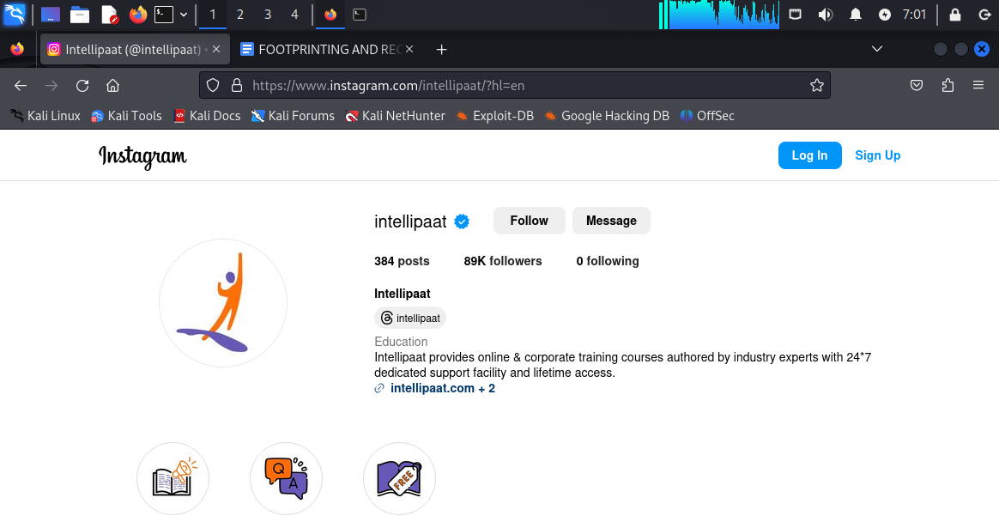 1 2 3 4 7:01
Intellipaat (@intellipaat) • FOOTPRINTING AND REC
https://www.instagram.com/intellipaat/?hl=en
Kali Linux Kali Tools Kali Docs Kali Forums Kali NetHunter Exploit-DB Google Hacking DB OffSec
Instagram Log In Sign Up
intellipaat Follow Message
384 posts 89K followers 0 following
Intellipaat
intellipaat
Education
Intellipaat provides online & corporate training courses authored by industry experts with 24*7
dedicated support facility and lifetime access.
intellipaat.com + 2
Q
A
FREE